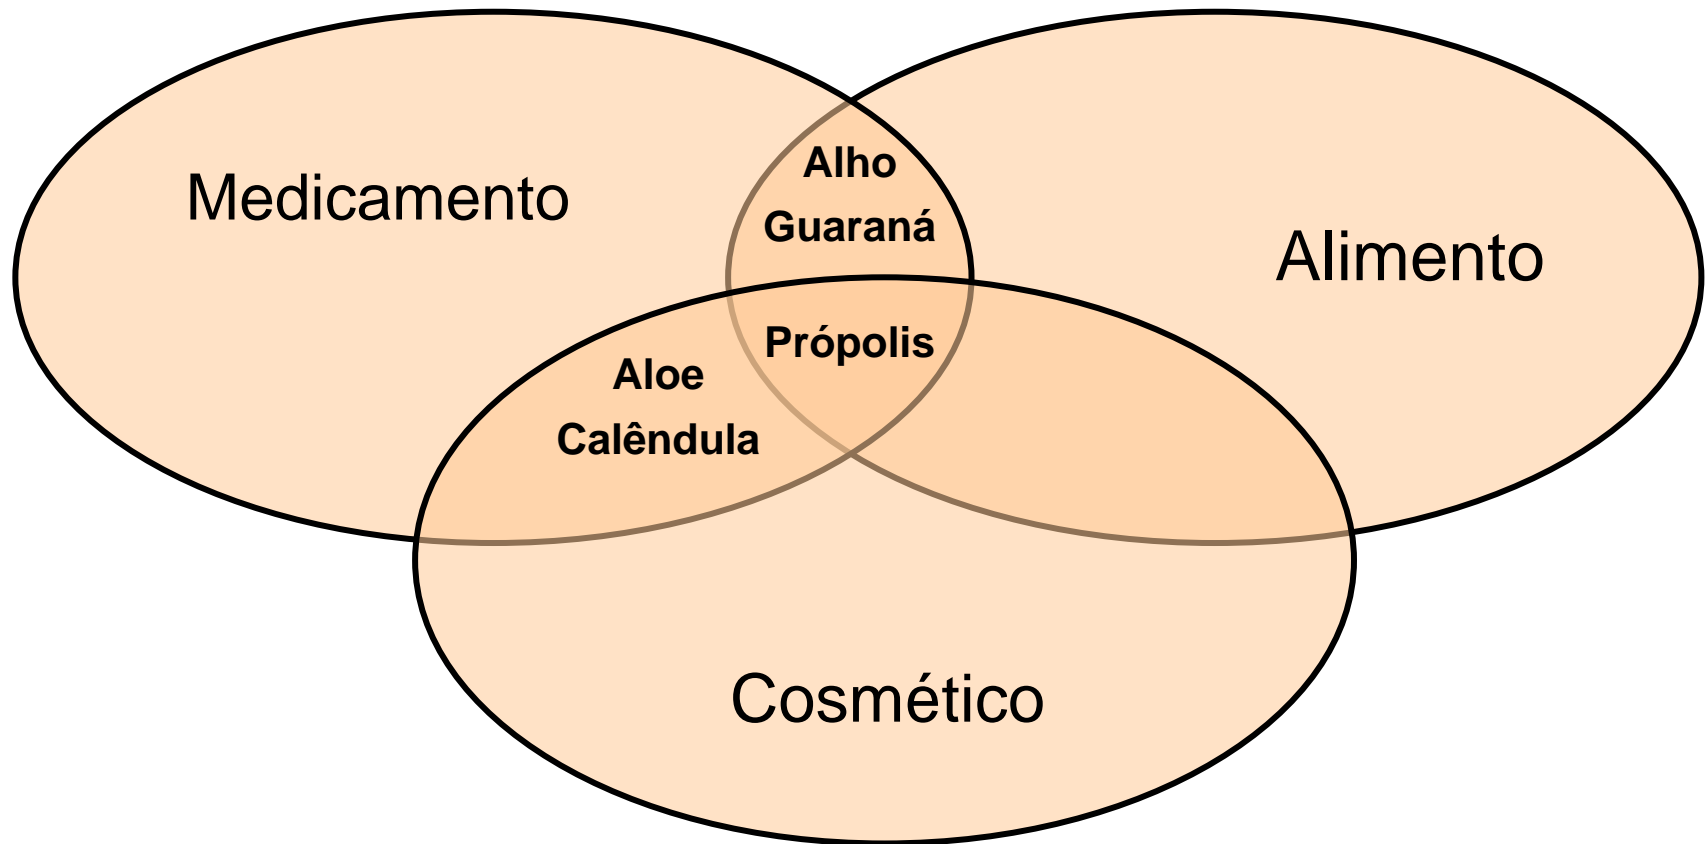 Medicamento
Alho
Guaraná
Alimento
Própolis
Aloe
Calêndula
Cosmético